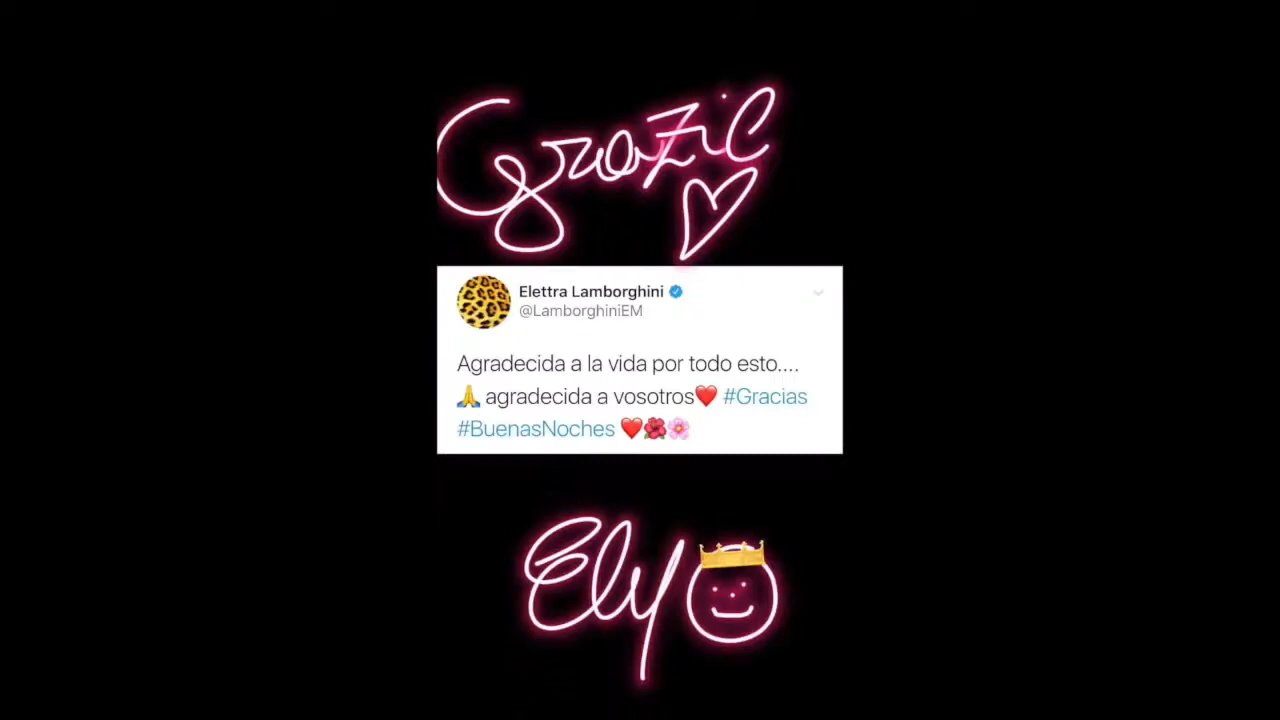 Grazie
Elettra Lamborghini
@LamborghiniEM
Agradecida a la vida por todo esto....
🙏 agradecida a vosotros❤️ #Gracias
#BuenasNoches ❤️🌺🌸
Ely